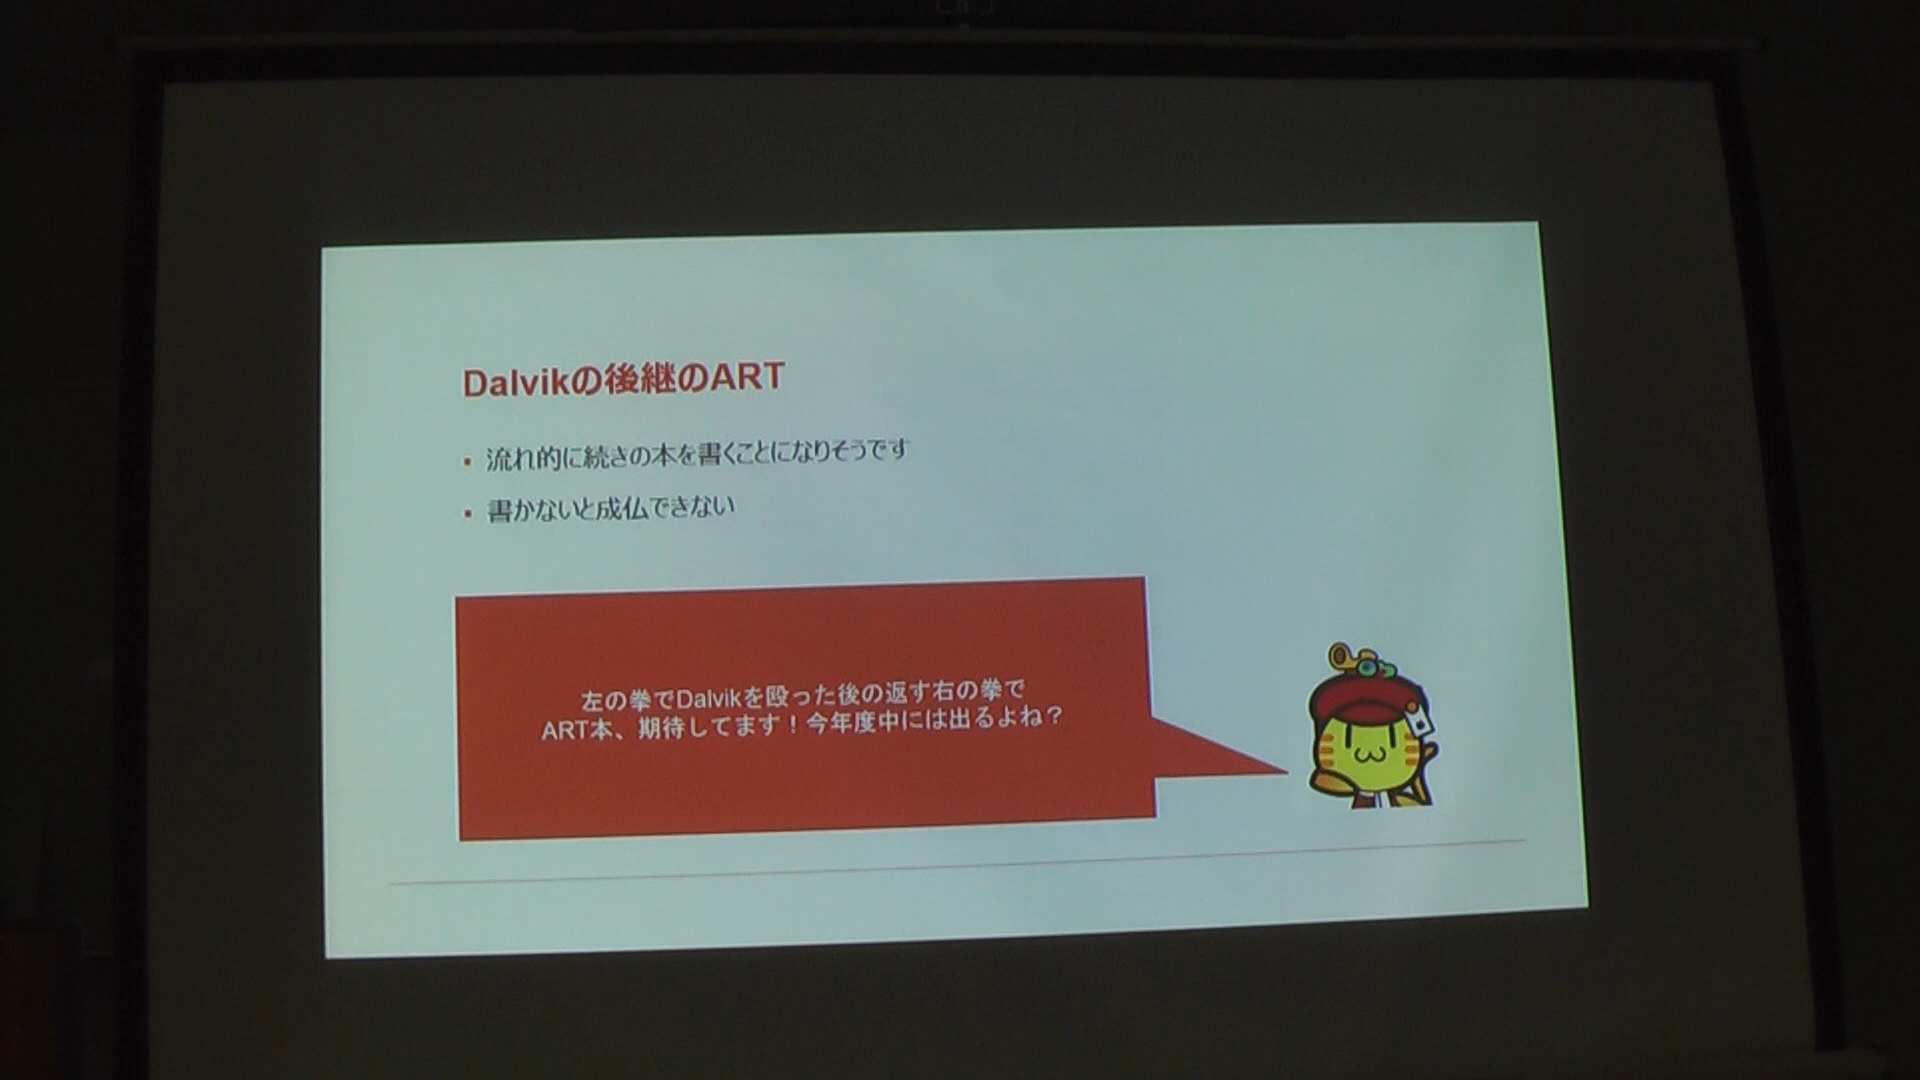 Dalvikの後継のART
流れ的に続きの本を書くことになりそうです
書かないと成仏できない
左の拳でDalvikを殴った後の返す右の拳で
ART本、期待してます！今年度中には出るよね？